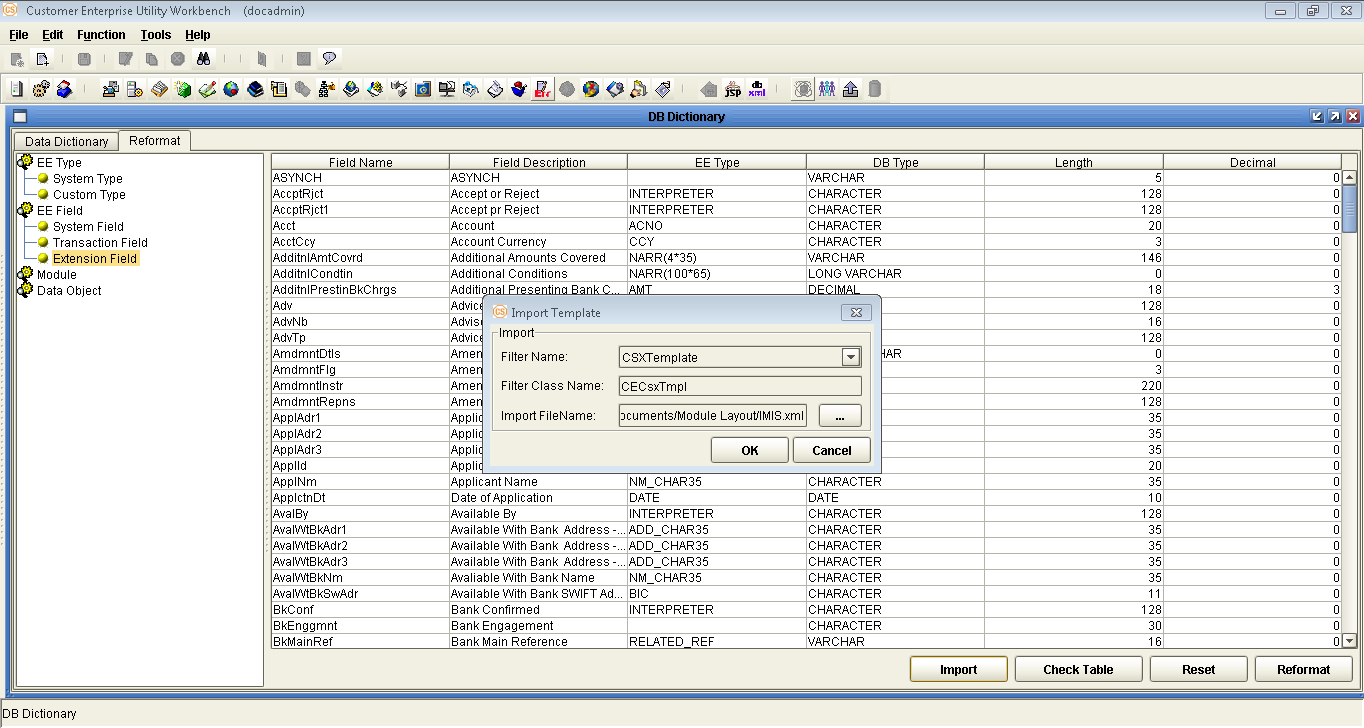 CS Customer Enterprise Utility Workbench (docadmin)
File Edit Function Tools Help
jsp xml
DB Dictionary
Data Dictionary Reformat
EE Type
System Type
Custom Type
EE Field
System Field
Transaction Field
Extension Field
Module
Data Object
Field Name Field Description EE Type DB Type Length Decimal
ASYNCH ASYNCH VARCHAR 5 0
AccptRjct Accept or Reject INTERPRETER CHARACTER 128 0
AccptRjct1 Accept pr Reject INTERPRETER CHARACTER 128 0
Acct Account ACNO CHARACTER 20 0
AcctCcy Account Currency CCY CHARACTER 3 0
AdditnlAmtCovrd Additional Amounts Covered NARR(4*35) VARCHAR 146 0
AdditnlCondtin Additional Conditions NARR(100*65) LONG VARCHAR 0 0
AdditnlPrestinBkChrgs Additional Presenting Bank C... AMT DECIMAL 18 3
Adv Advice 128 0
AdvNb Advise 16 0
AdvTp Advice 128 0
AmdmntDtls Amen HAR 0 0
AmdmntFlg Amen 3 0
AmdmntInstr Amen 220 0
AmdmntRepns Amen 128 0
ApplAdr1 Applic 35 0
ApplAdr2 Applic 35 0
ApplAdr3 Applic 35 0
ApplId Applic 20 0
ApplNm Applicant Name NM_CHAR35 CHARACTER 35 0
ApplctnDt Date of Application DATE DATE 10 0
AvalBy Available By INTERPRETER CHARACTER 128 0
AvalWtBkAdr1 Available With Bank Address -... ADD_CHAR35 CHARACTER 35 0
AvalWtBkAdr2 Available With Bank Address -... ADD_CHAR35 CHARACTER 35 0
AvalWtBkAdr3 Available With Bank Address -... ADD_CHAR35 CHARACTER 35 0
AvalWtBkNm Avaliable With Bank Name NM_CHAR35 CHARACTER 35 0
AvalWtBkSwAdr Available With Bank SWIFT Ad... BIC CHARACTER 11 0
BkConf Bank Confirmed INTERPRETER CHARACTER 128 0
BkEnggmnt Bank Engagement CHARACTER 30 0
BkMainRef Bank Main Reference RELATED_REF VARCHAR 16 0
CS Import Template
Import
Filter Name: CSXTemplate
Filter Class Name: CECsxTmpl
Import FileName: ocuments/Module Layout/IMIS.xml ...
OK Cancel
Import Check Table Reset Reformat
DB Dictionary